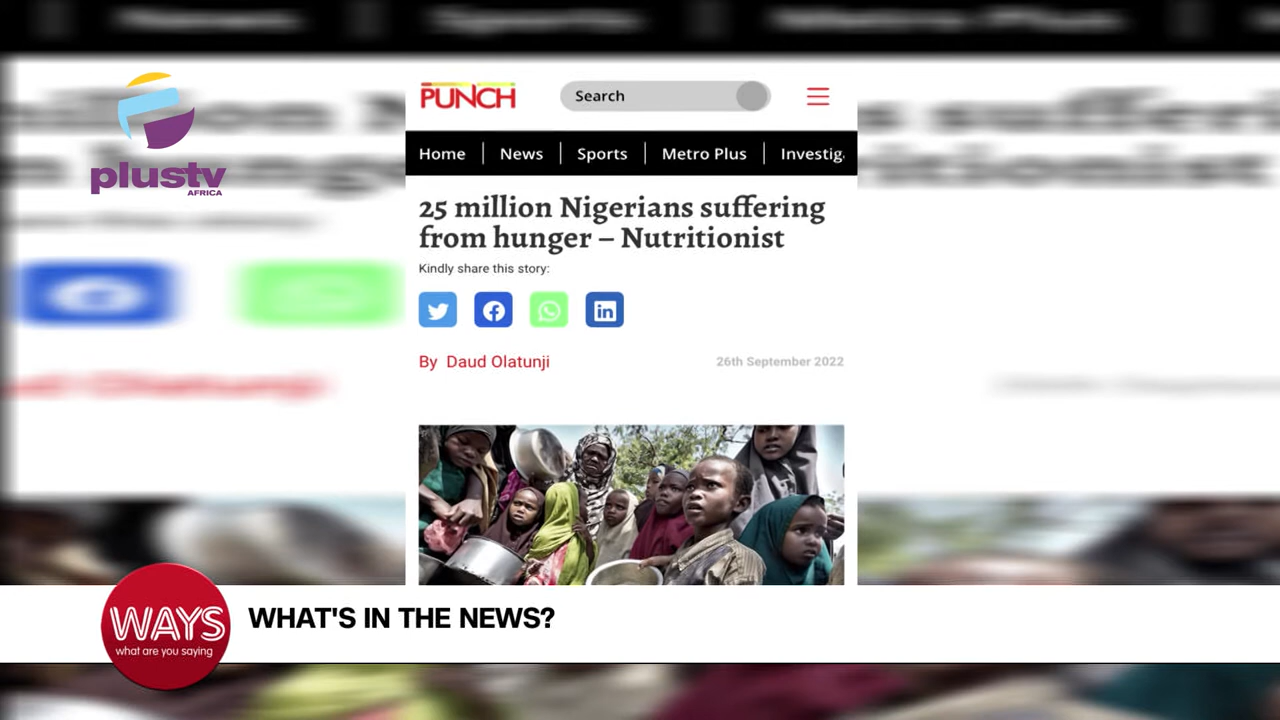 plustv
AFRICA
PUNCH
Search
Home
News
Sports
Metro Plus
Investig
25 million Nigerians suffering
from hunger – Nutritionist
Kindly share this story:
in
By Daud Olatunji
26th September 2022
WAYS
what are you saying
WHAT'S IN THE NEWS?